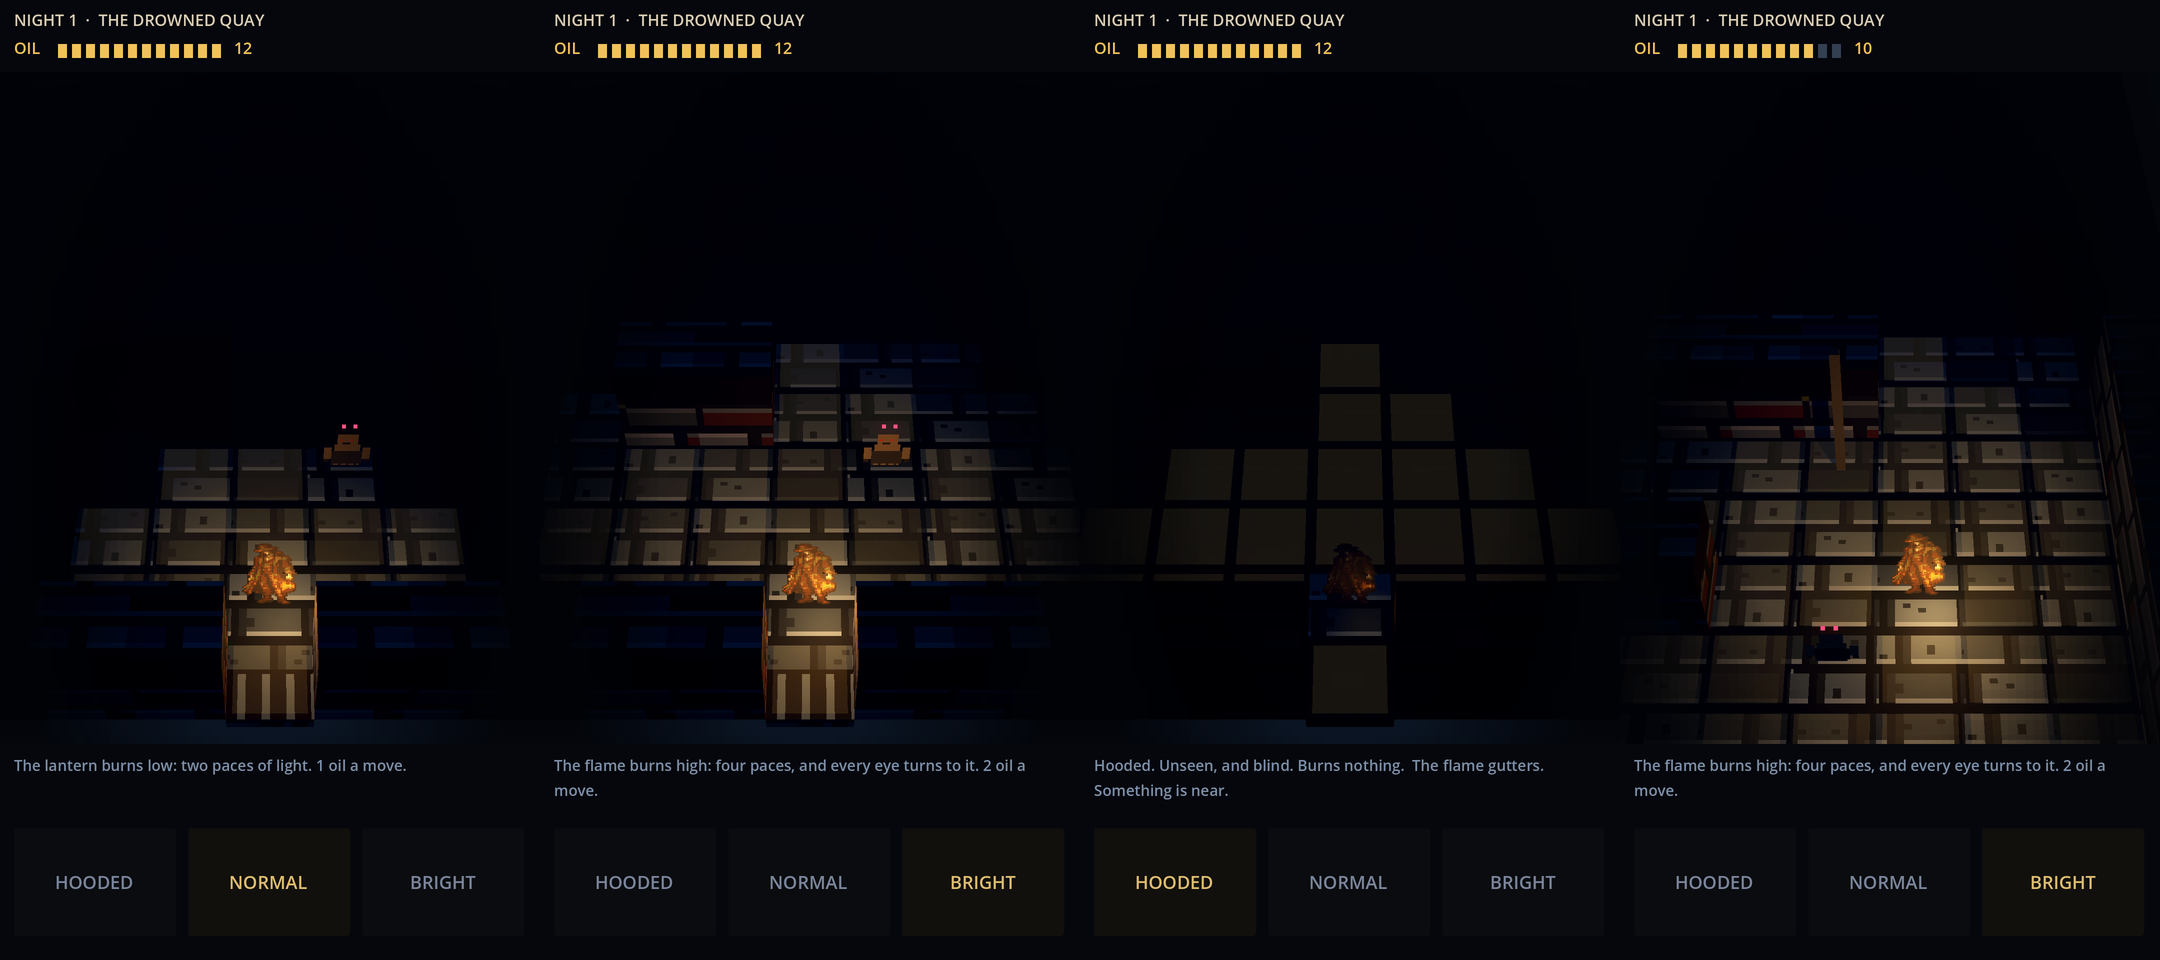 NIGHT 1 · THE DROWNED QUAY
OIL 12
The lantern burns low: two paces of light. 1 oil a move.
HOODED
NORMAL
BRIGHT
NIGHT 1 · THE DROWNED QUAY
OIL 12
The flame burns high: four paces, and every eye turns to it. 2 oil a
move.
HOODED
NORMAL
BRIGHT
NIGHT 1 · THE DROWNED QUAY
OIL 12
Hooded. Unseen, and blind. Burns nothing. The flame gutters.
Something is near.
HOODED
NORMAL
BRIGHT
NIGHT 1 · THE DROWNED QUAY
OIL 10
The flame burns high: four paces, and every eye turns to it. 2 oil a
move.
HOODED
NORMAL
BRIGHT